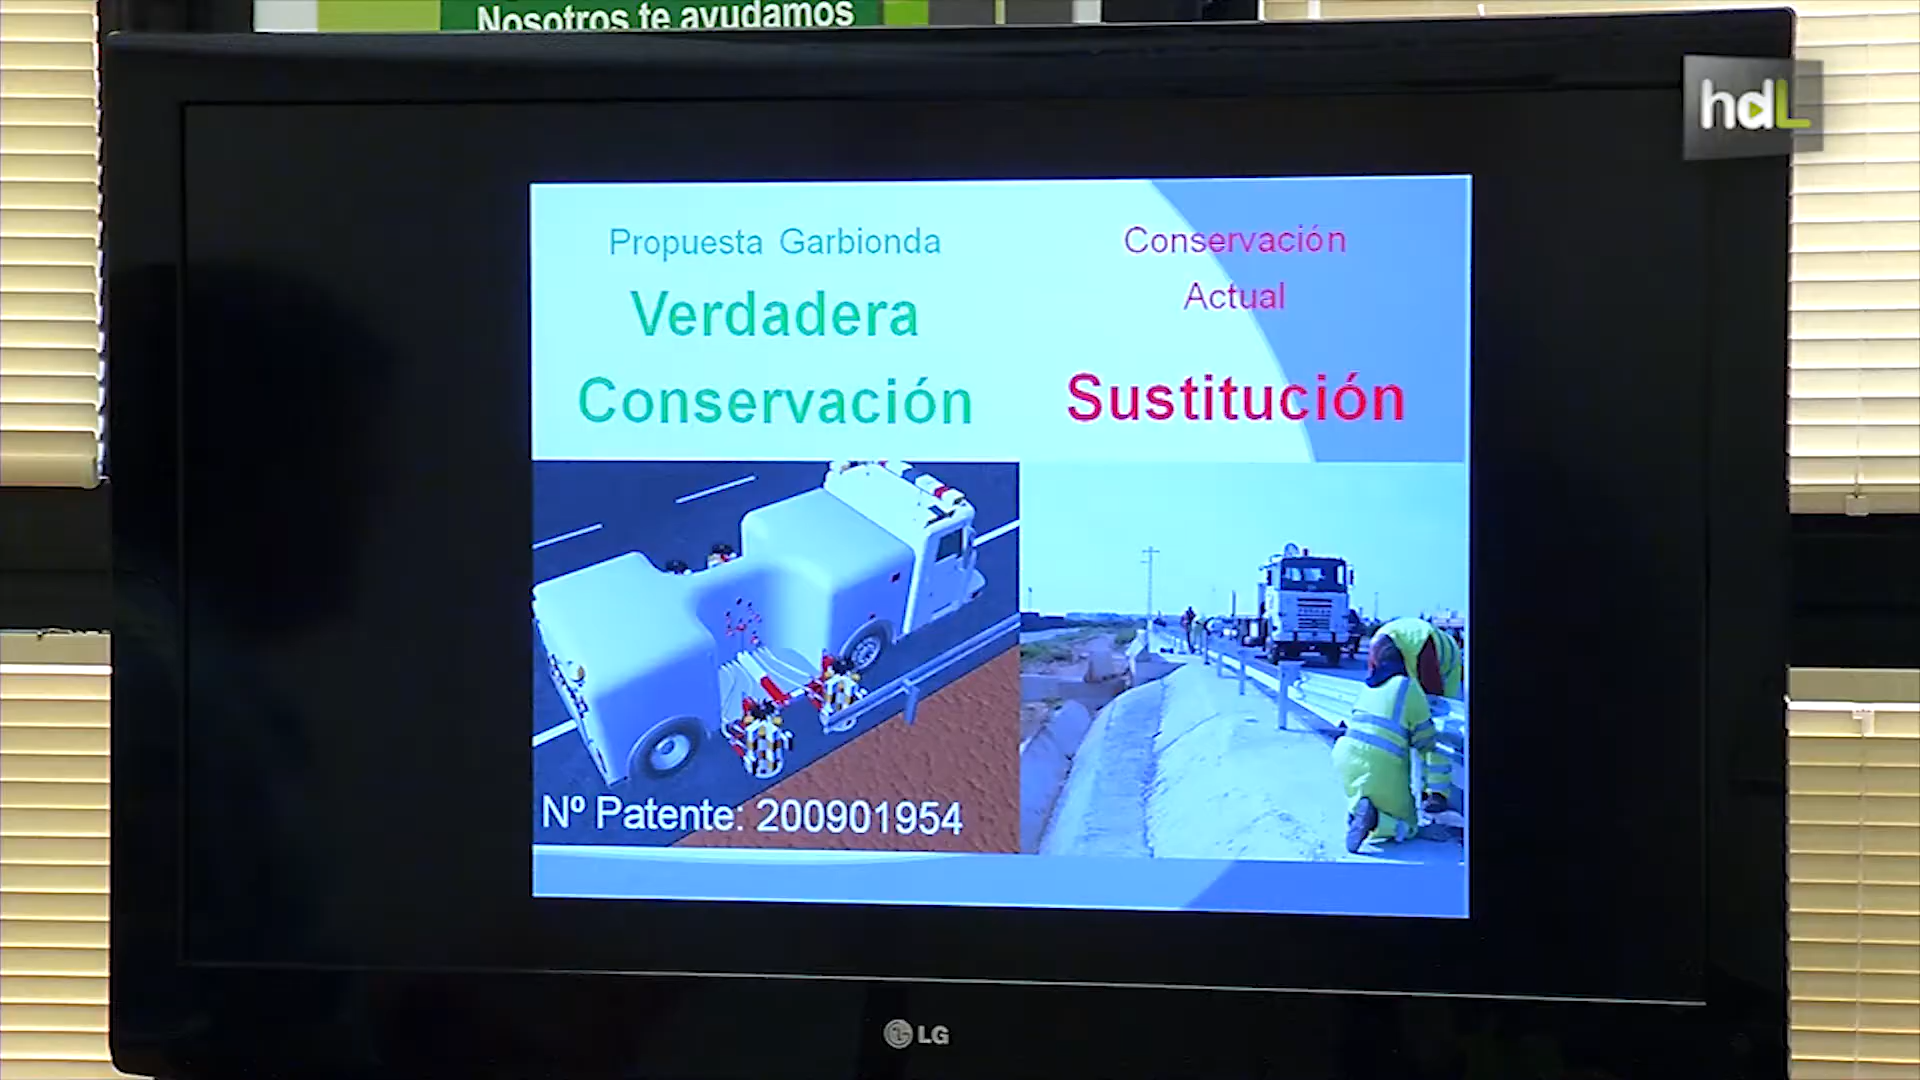 Nosotros te ayudamos
hdL
Propuesta Garbionda
Verdadera
Conservación
Conservación
Actual
Sustitución
Nº Patente: 200901954
LG